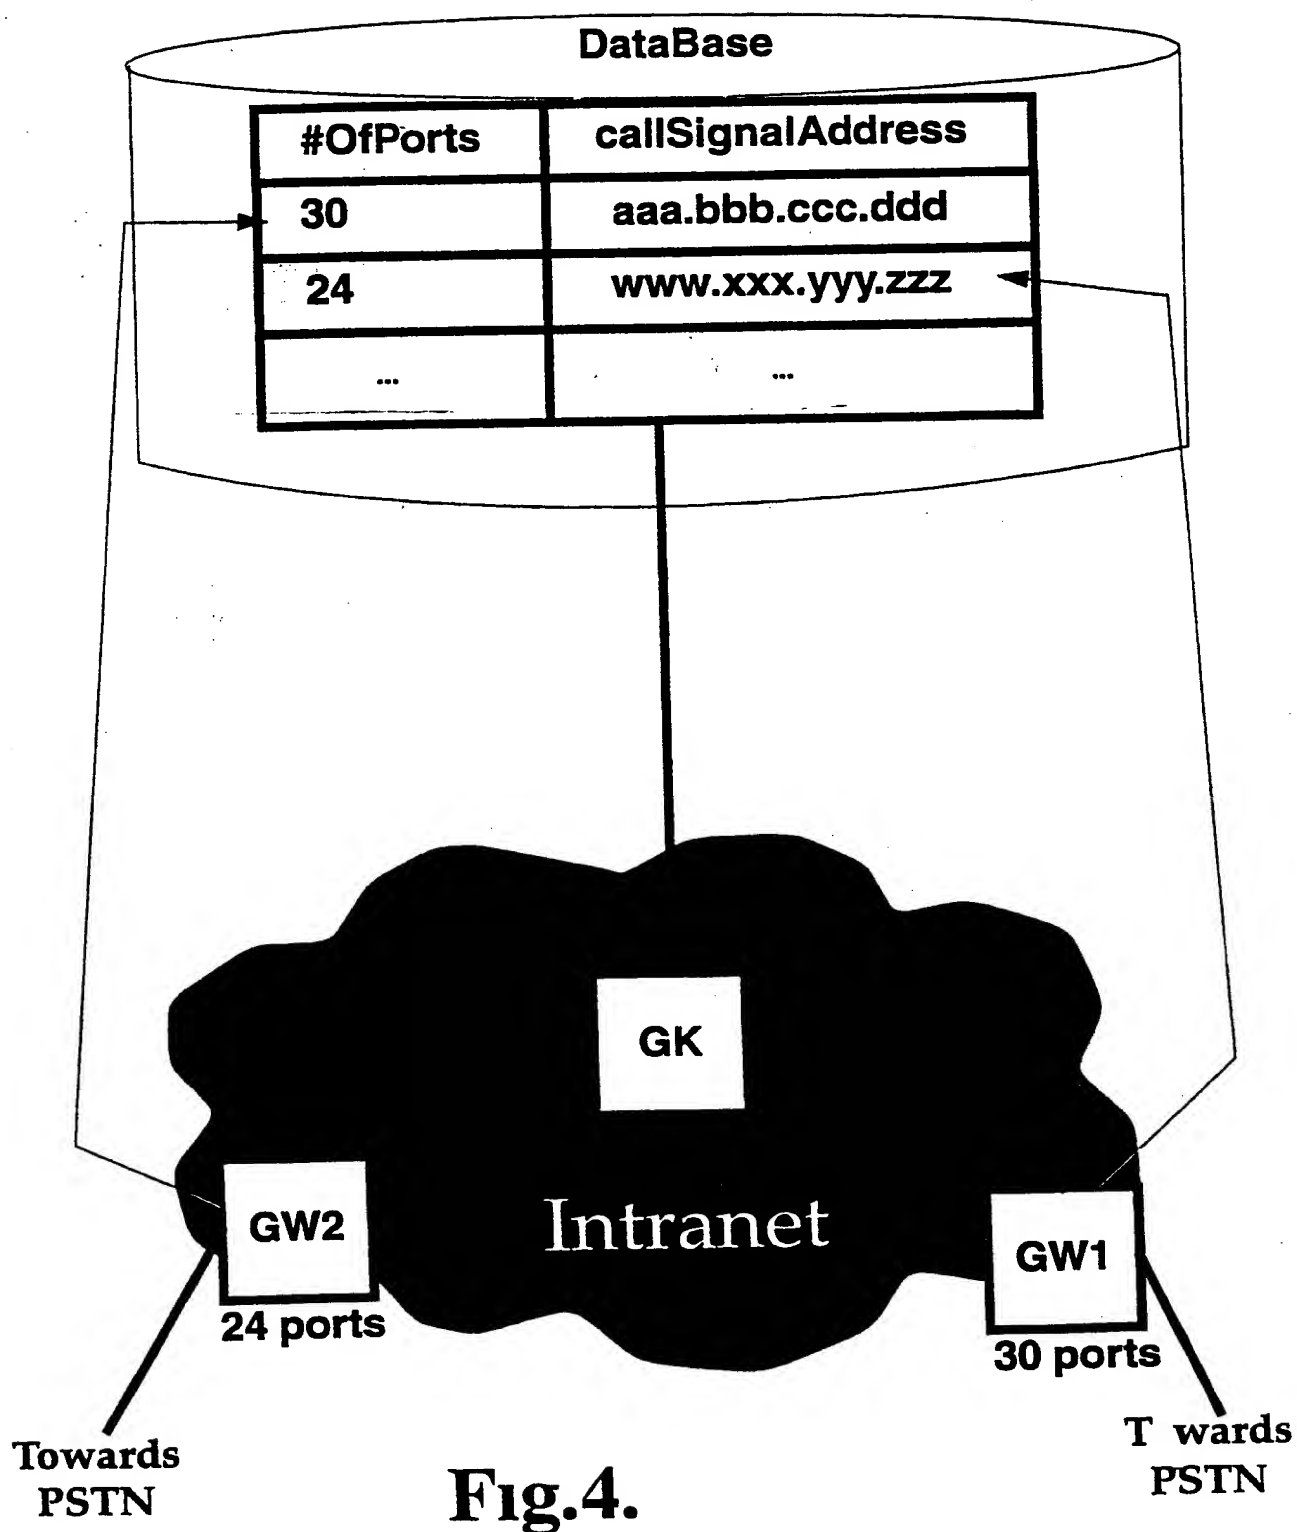 DataBase
#OfPorts callSignalAddress
30 aaa.bbb.ccc.ddd
24 www.xxx.yyy.zzz
... ...
GK
Intranet
GW2
GW1
24 ports
30 ports
Towards
PSTN
T wards
PSTN
Fig.4.